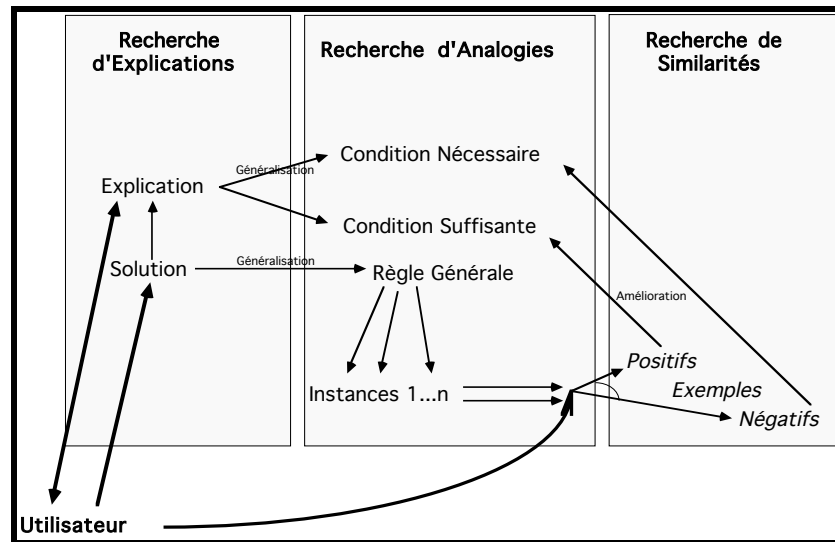 Recherche
d'Explications
Recherche d'Analogies
Recherche de
Similarités
Généralisation
Condition Nécessaire
Explication
Condition Suffisante
Solution
Généralisation
Règle Générale
Amélioration
Positifs
Instances 1...n
Exemples
Négatifs
Utilisateur